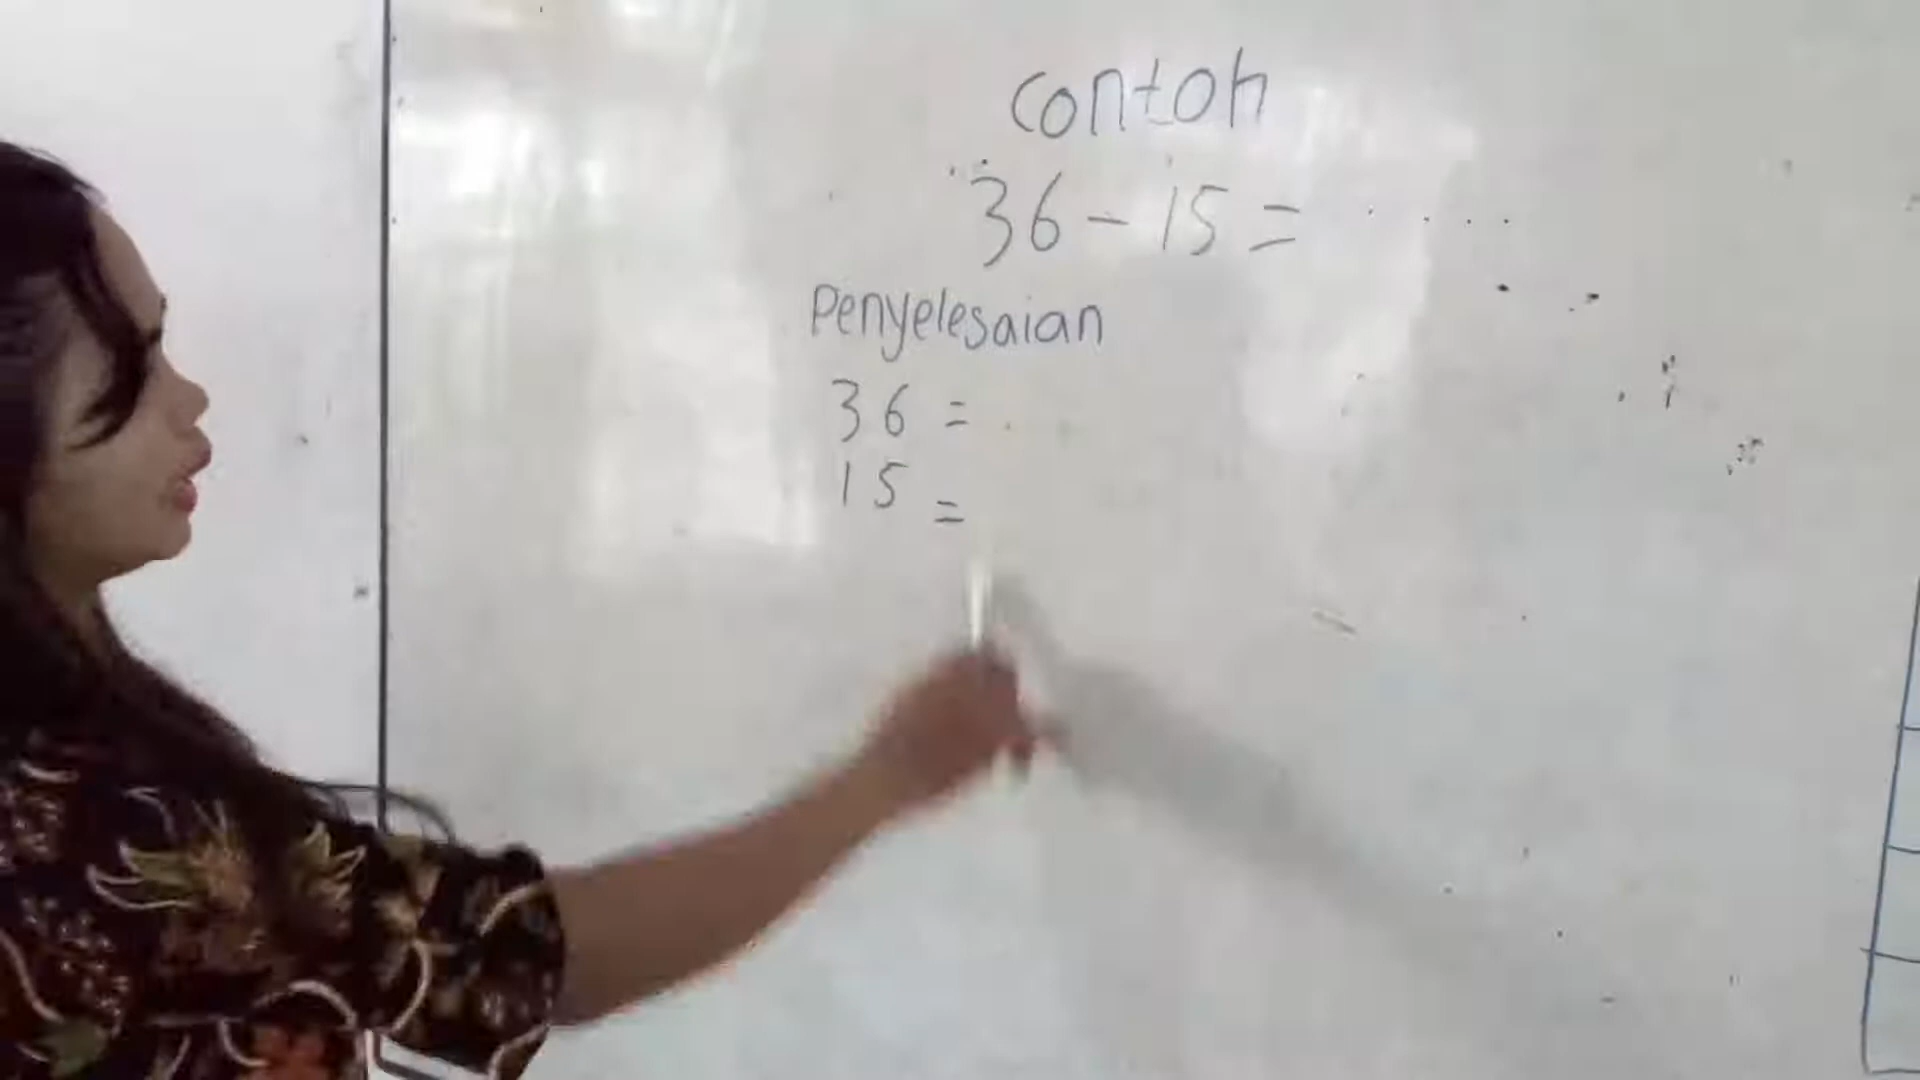 Contoh
36 - 15 = .....
Penyelesaian
36 =
15 =